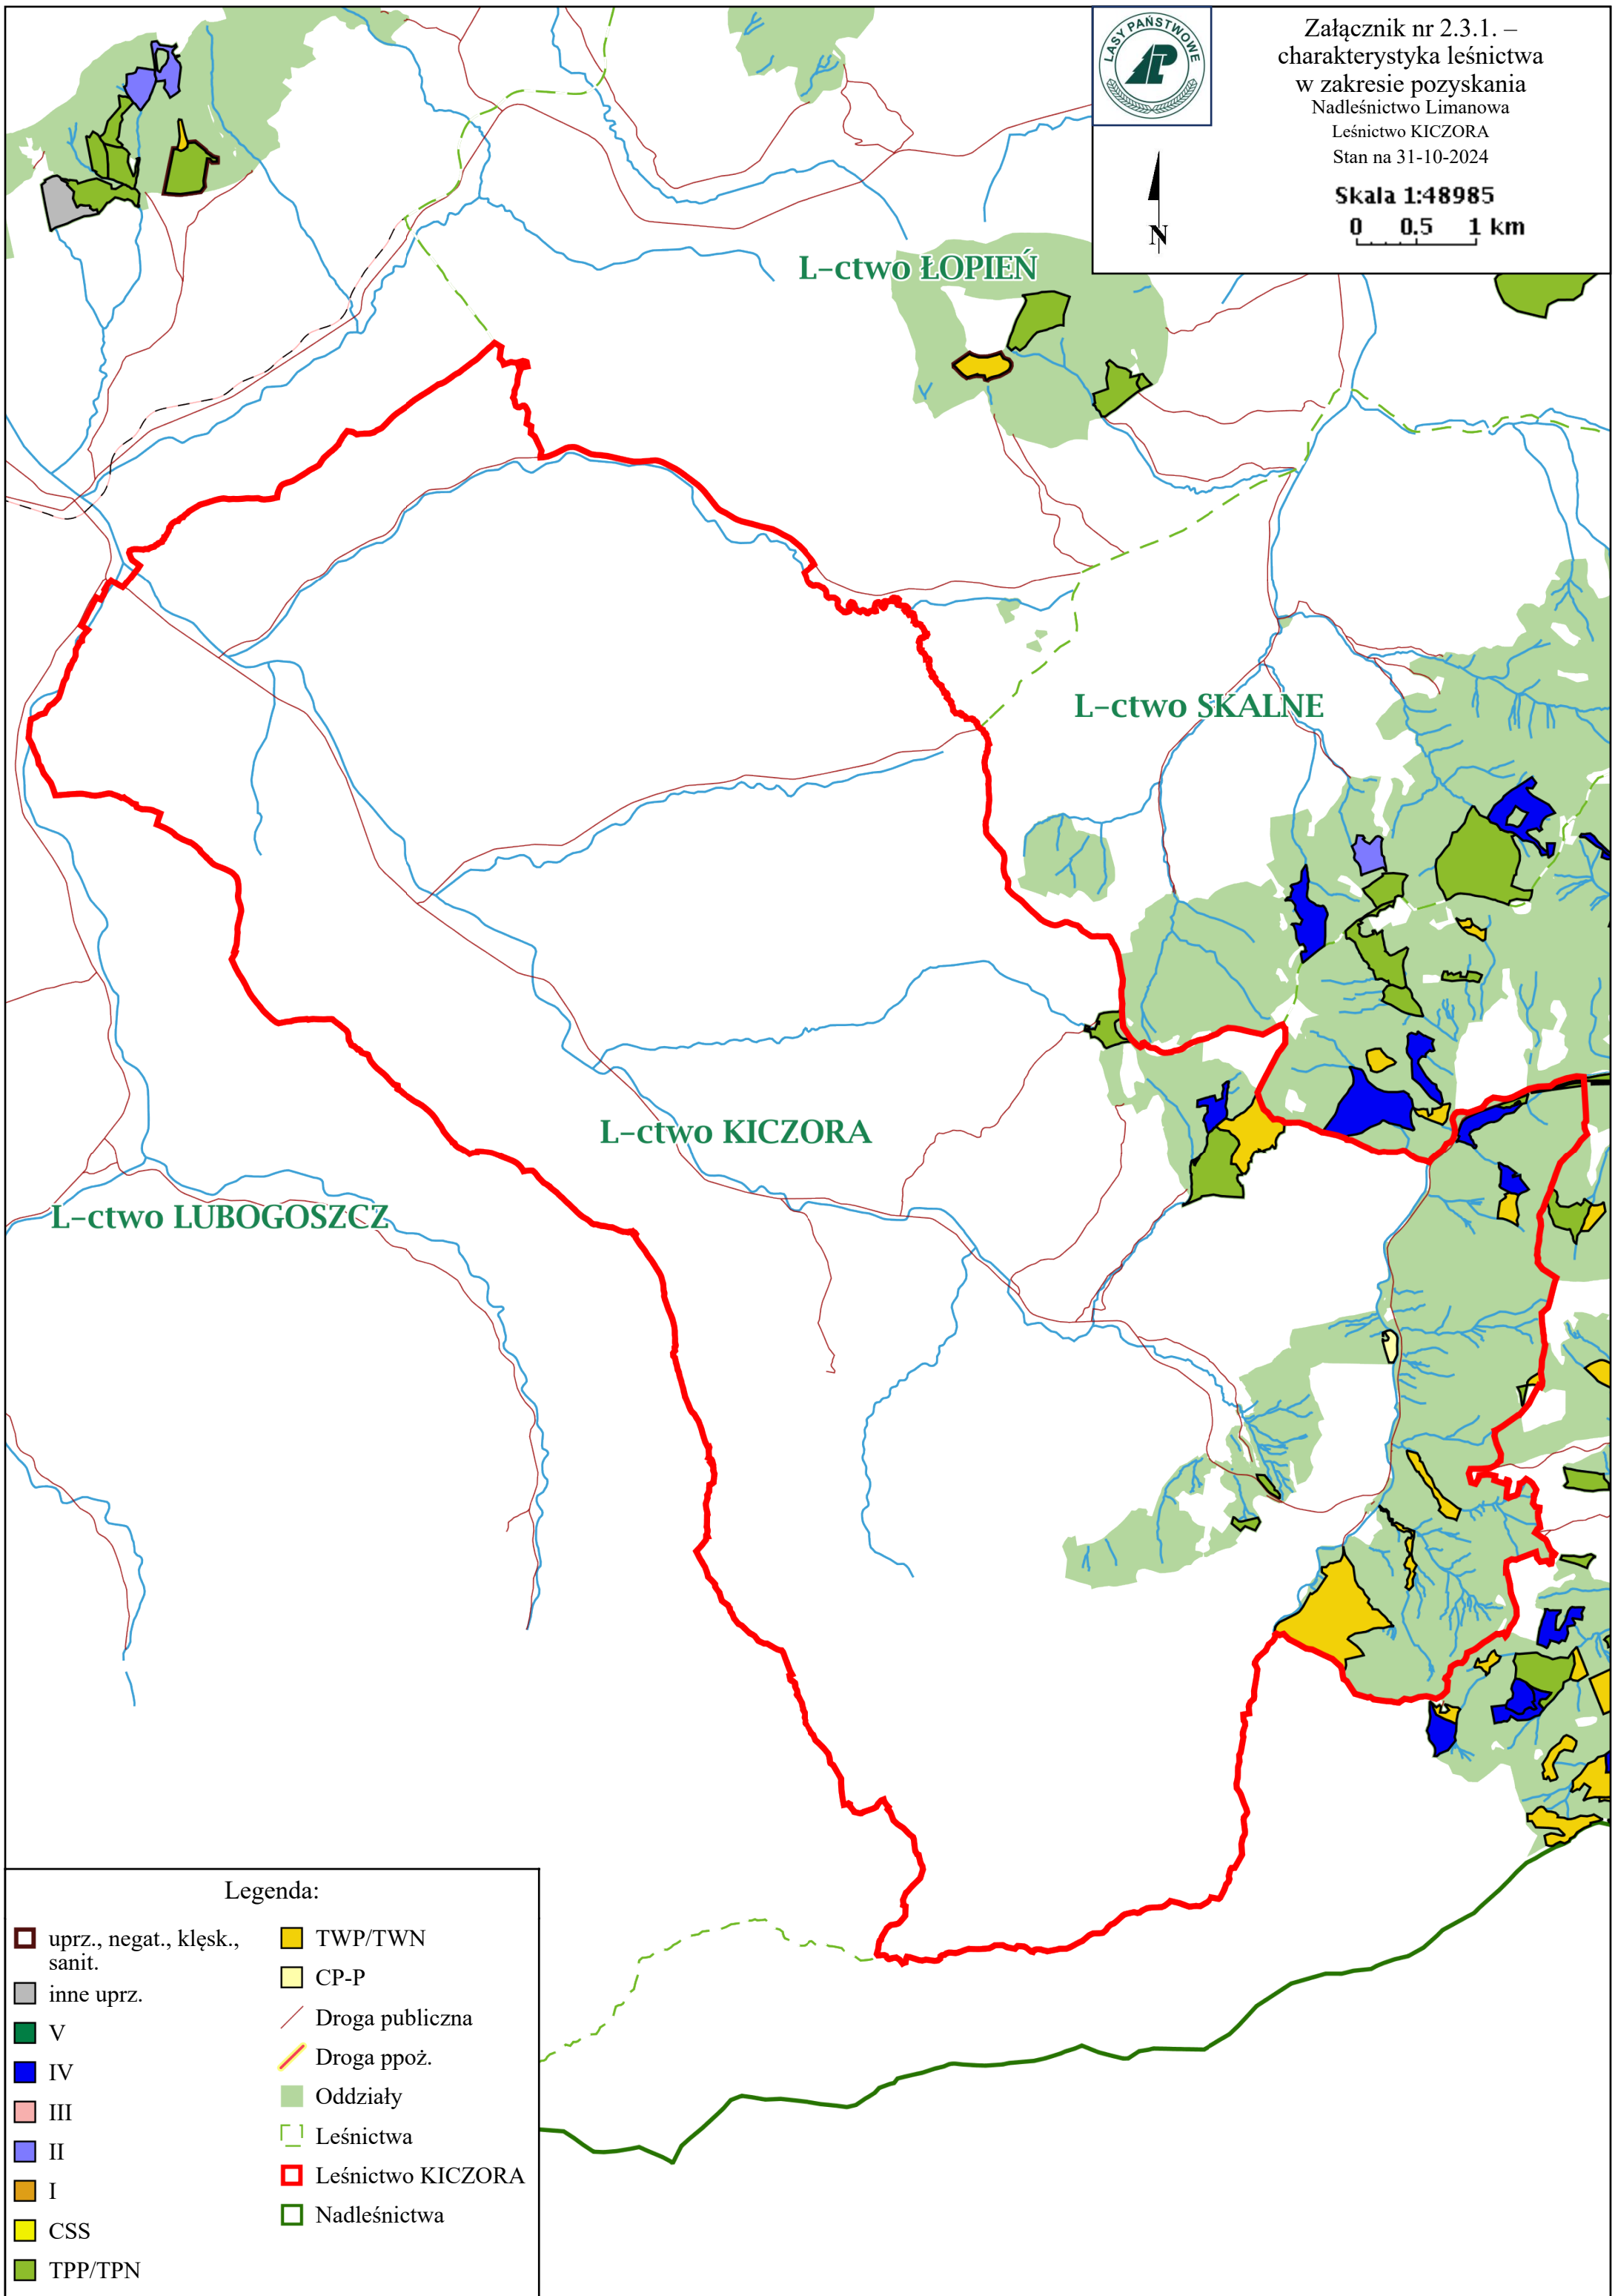 LASY PAŃSTWOWE
LP
Załącznik nr 2.3.1. –
charakterystyka leśnictwa
w zakresie pozyskania
Nadleśnictwo Limanowa
Leśnictwo KICZORA
Stan na 31-10-2024
Skala 1:48985
0 0.5 1 km
N
L-ctwo ŁOPIEŃ
L-ctwo SKALNE
L-ctwo KICZORA
L-ctwo LUBOGOSZCZ
Legenda:
uprz., negat., klęsk.,
sanit.
inne uprz.
V
IV
III
II
I
CSS
TPP/TPN
TWP/TWN
CP-P
Droga publiczna
Droga ppoż.
Oddziały
Leśnictwa
Leśnictwo KICZORA
Nadleśnictwa